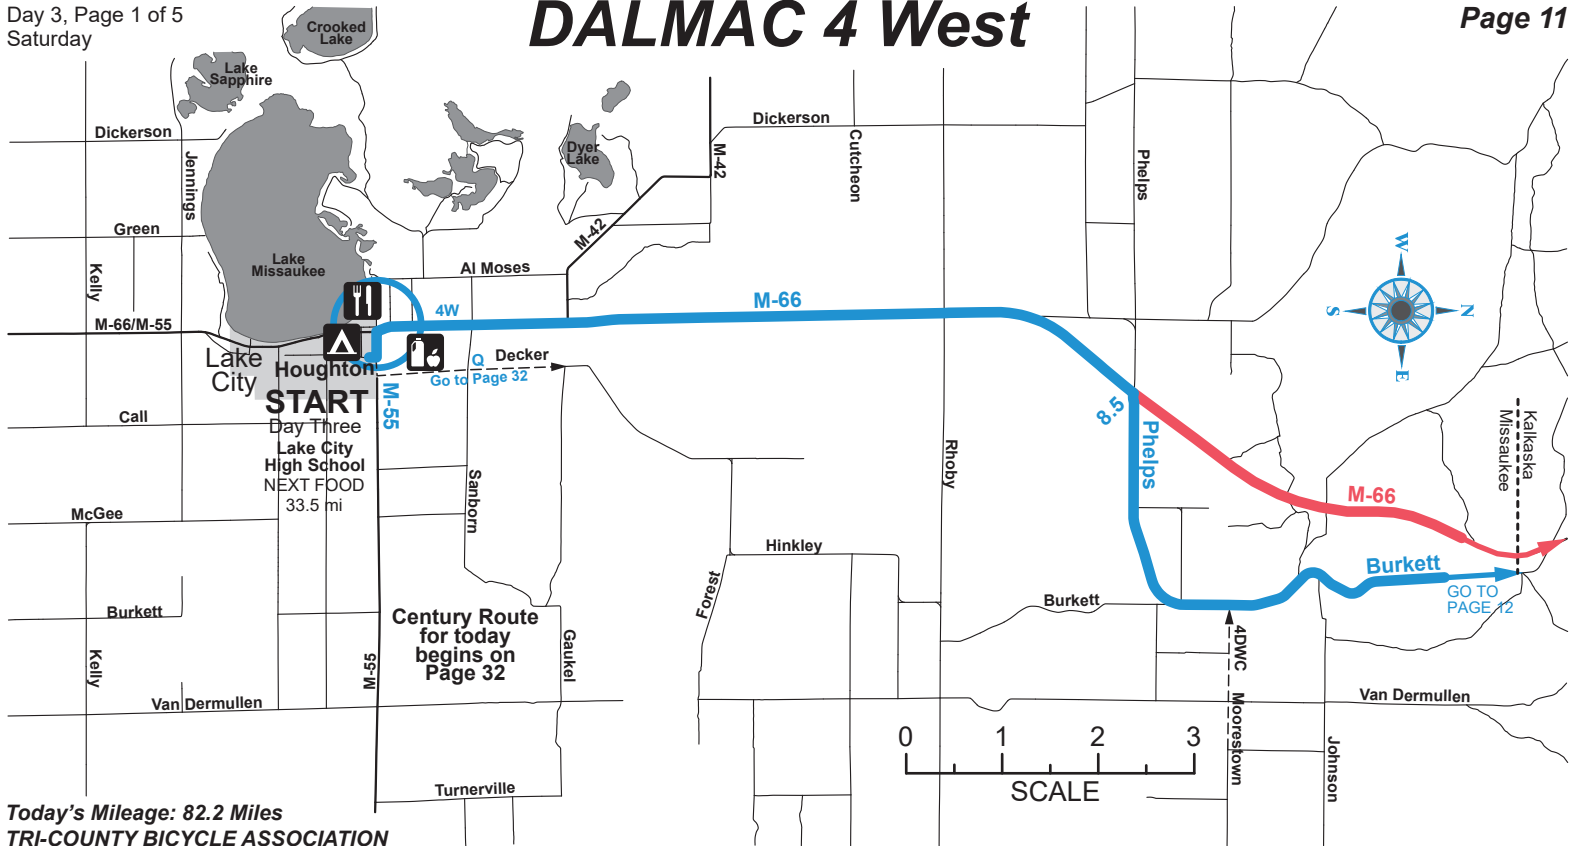 Day 3, Page 1 of 5
Saturday
DALMAC 4 West
Page 11
Crooked
Lake
Lake
Sapphire
Dickerson
Jennings
Dyer
Lake
M-42
Dickerson
Cutcheon
Phelps
Green
Kelly
Lake
Missaukee
M-42
Al Moses
W
S
N
E
M-66/M-55
4W
M-66
Lake
City
Houghton
Q
Decker
Go to Page 32
M-55
START
Day Three
Lake City
High School
NEXT FOOD
33.5 mi
Call
8.5
Phelps
Rhoby
Sanborn
M-66
Kalkaska
Missaukee
McGee
Hinkley
Forest
Burkett
GO TO
PAGE 12
Burkett
Burkett
Kelly
M-55
Century Route
for today
begins on
Page 32
Gaukel
4DWC
Moorestown
Van Dermullen
Van Dermullen
Johnson
0 1 2 3
SCALE
Turnerville
Today's Mileage: 82.2 Miles
TRI-COUNTY BICYCLE ASSOCIATION